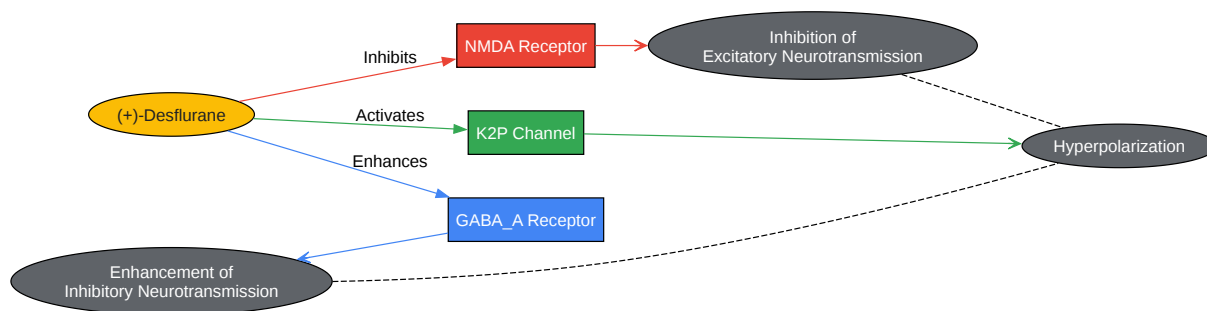 Inhibition of
Excitatory Neurotransmission
NMDA Receptor
Inhibits
(+)-Desflurane
Activates
K2P Channel
Hyperpolarization
Enhances
GABA_A Receptor
Enhancement of
Inhibitory Neurotransmission